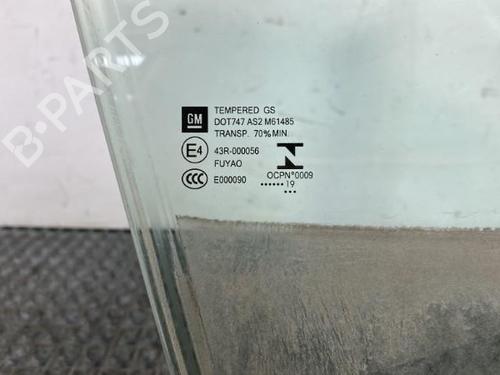 B-PARTS
GM
TEMPERED GS
DOT747 AS2 M61485
TRANSP. 70% MIN.
E4 43R-000056
FUYAO
CCC E000090
OCPN°0009
•••••• 19
•••